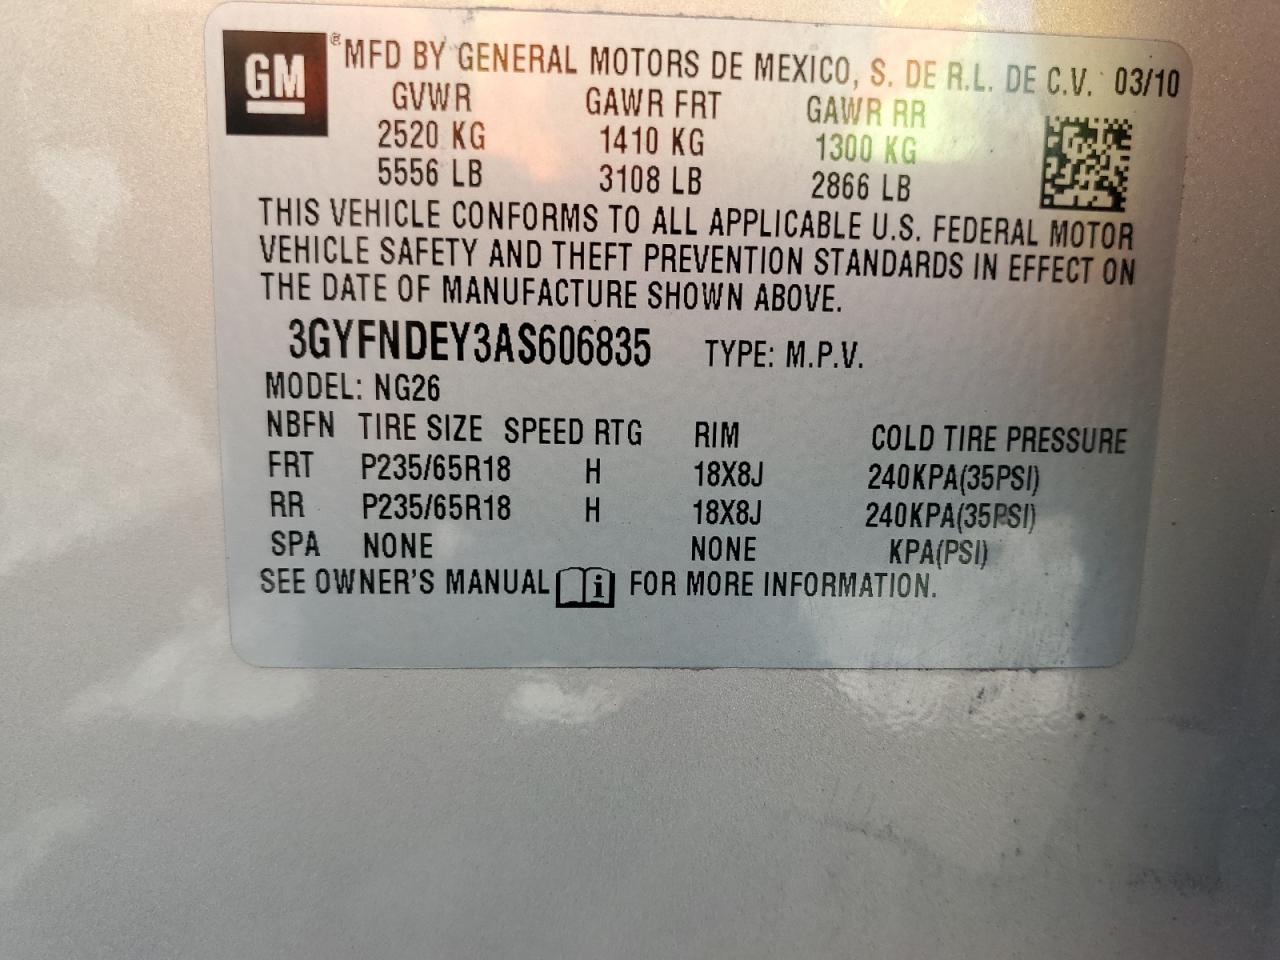 GM ® MFD BY GENERAL MOTORS DE MEXICO, S. DE R.L. DE C.V. 03/10
GVWR GAWR FRT GAWR RR
2520 KG 1410 KG 1300 KG
5556 LB 3108 LB 2866 LB
THIS VEHICLE CONFORMS TO ALL APPLICABLE U.S. FEDERAL MOTOR
VEHICLE SAFETY AND THEFT PREVENTION STANDARDS IN EFFECT ON
THE DATE OF MANUFACTURE SHOWN ABOVE.
3GYFNDEY3AS606835 TYPE: M.P.V.
MODEL: NG26
NBFN TIRE SIZE SPEED RTG RIM COLD TIRE PRESSURE
FRT P235/65R18 H 18X8J 240KPA(35PSI)
RR P235/65R18 H 18X8J 240KPA(35PSI)
SPA NONE NONE KPA(PSI)
SEE OWNER'S MANUAL i FOR MORE INFORMATION.